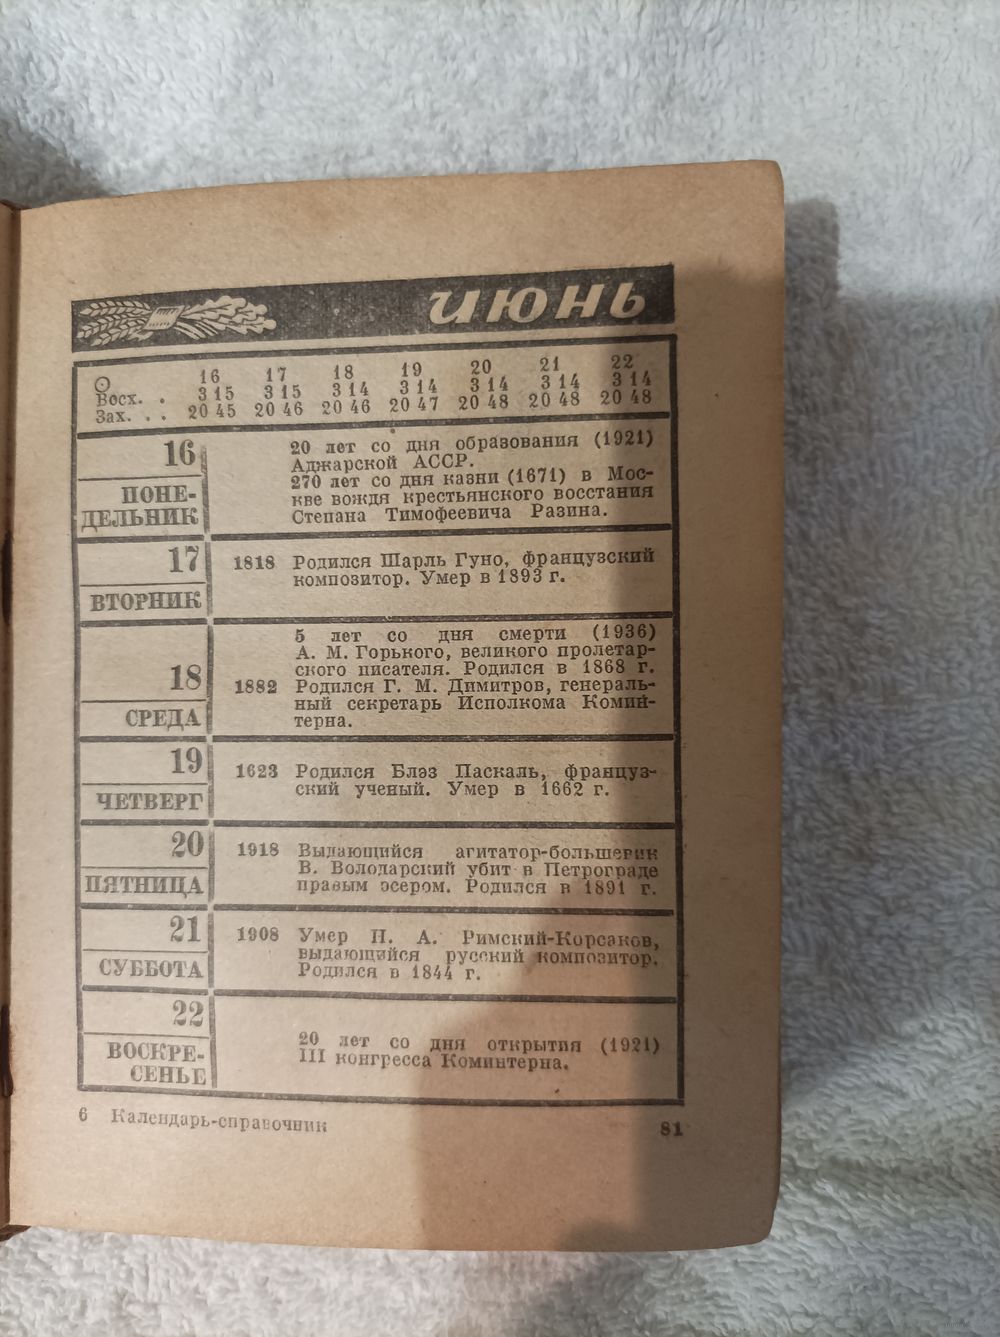 ИЮНЬ
16 17 18 19 20 21 22
Восх. . 3 15 3 15 3 14 3 14 3 14 3 14 3 14
Зах. . . 20 45 20 46 20 46 20 47 20 48 20 48 20 48
16
ПОНЕ-
ДЕЛЬНИК
20 лет со дня образования (1921)
Аджарской АССР.
270 лет со дня казни (1671) в Мос-
кве вождя крестьянского восстания
Степана Тимофеевича Разина.
17
ВТОРНИК
1818 Родился Шарль Гуно, французский
композитор. Умер в 1893 г.
18
СРЕДА
5 лет со дня смерти (1936)
А. М. Горького, великого пролетар-
ского писателя. Родился в 1868 г.
1882 Родился Г. М. Димитров, генераль-
ный секретарь Исполкома Комин-
терна.
19
ЧЕТВЕРГ
1623 Родился Блэз Паскаль, француз-
ский ученый. Умер в 1662 г.
20
ПЯТНИЦА
1918 Выдающийся агитатор-большевик
В. Володарский убит в Петрограде
правым эсером. Родился в 1891 г.
21
СУББОТА
1908 Умер Н. А. Римский-Корсаков,
выдающийся русский композитор.
Родился в 1844 г.
22
ВОСКРЕ-
СЕНЬЕ
20 лет со дня открытия (1921)
III конгресса Коминтерна.
6 Календарь-справочник
81